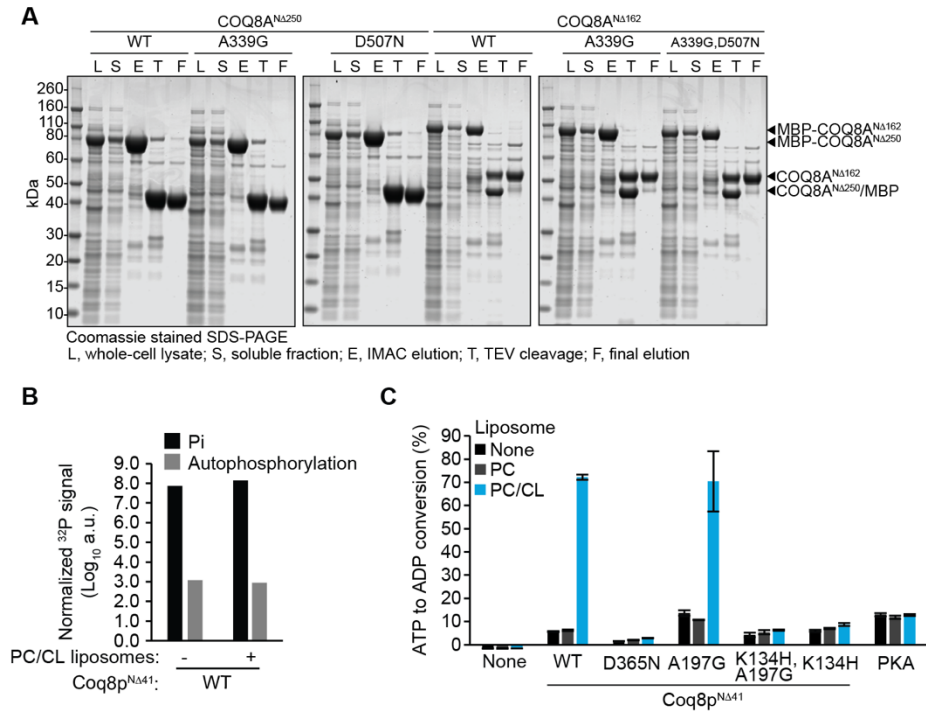 A
COQ8A^NΔ250 COQ8A^NΔ162
WT A339G D507N WT A339G A339G,D507N
L S E T F L S E T F L S E T F L S E T F L S E T F L S E T F
kDa
260
160
110
80
60
50
40
30
20
15
10
MBP-COQ8A^NΔ162
MBP-COQ8A^NΔ250
COQ8A^NΔ162
COQ8A^NΔ250/MBP
Coomassie stained SDS-PAGE
L, whole-cell lysate; S, soluble fraction; E, IMAC elution; T, TEV cleavage; F, final elution
B
Pi
Autophosphorylation
Normalized ³²P signal
(Log₁₀ a.u.)
9.0
8.0
7.0
6.0
5.0
4.0
3.0
2.0
1.0
0.0
PC/CL liposomes: - +
Coq8p^NΔ41: WT
C
Liposome
None
PC
PC/CL
ATP to ADP conversion (%)
90
80
70
60
50
40
30
20
10
0
None WT D365N A197G K134H, K134H PKA
A197G
Coq8p^NΔ41